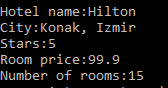 Hotel name:Hilton
City:Konak, Izmir
Stars:5
Room price:99.9
Number of rooms:15